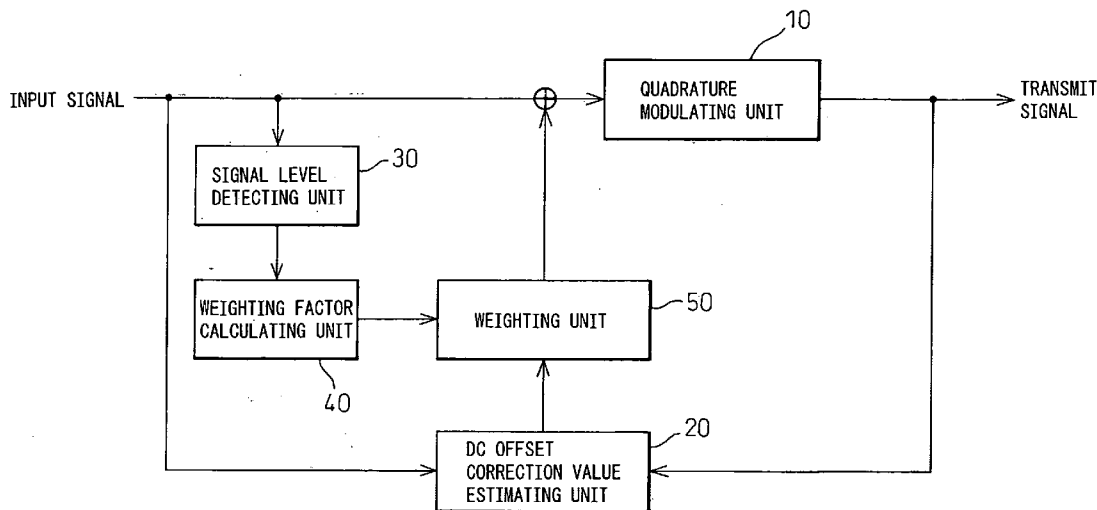 10
INPUT SIGNAL
QUADRATURE
MODULATING UNIT
TRANSMIT
SIGNAL
30
SIGNAL LEVEL
DETECTING UNIT
WEIGHTING FACTOR
CALCULATING UNIT
40
WEIGHTING UNIT
50
20
DC OFFSET
CORRECTION VALUE
ESTIMATING UNIT